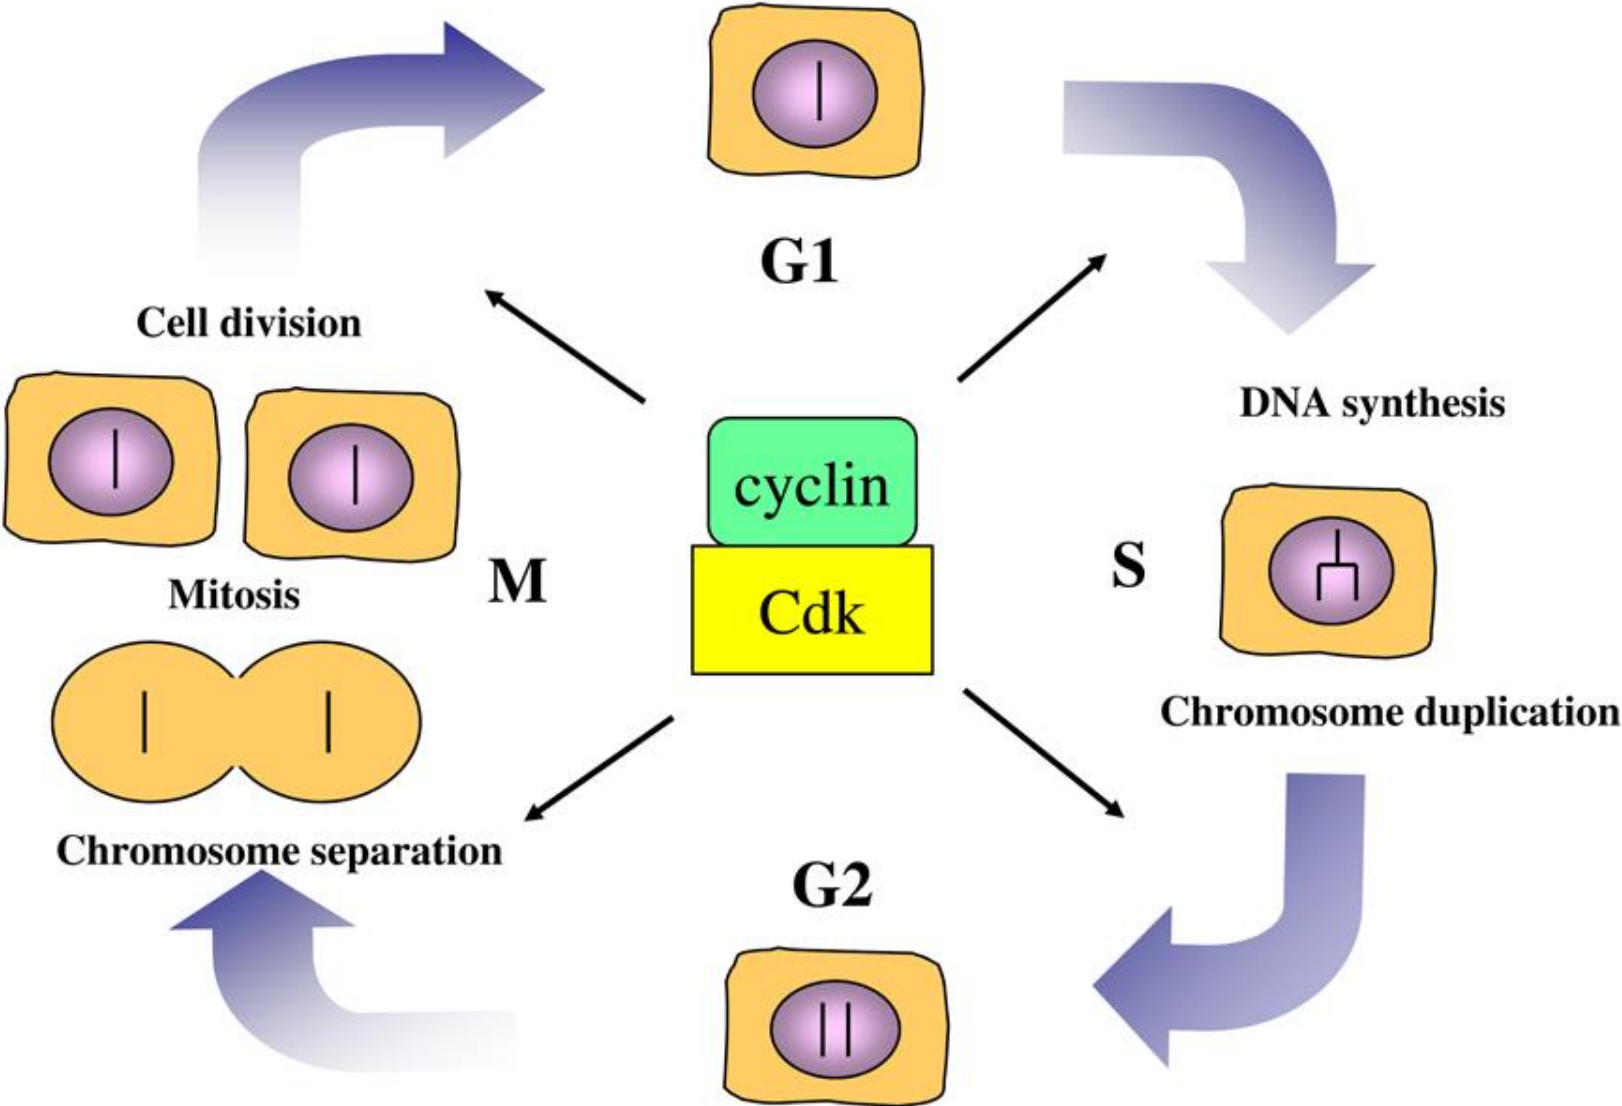 G1
Cell division
DNA synthesis
cyclin
Cdk
M
S
Mitosis
Chromosome duplication
Chromosome separation
G2